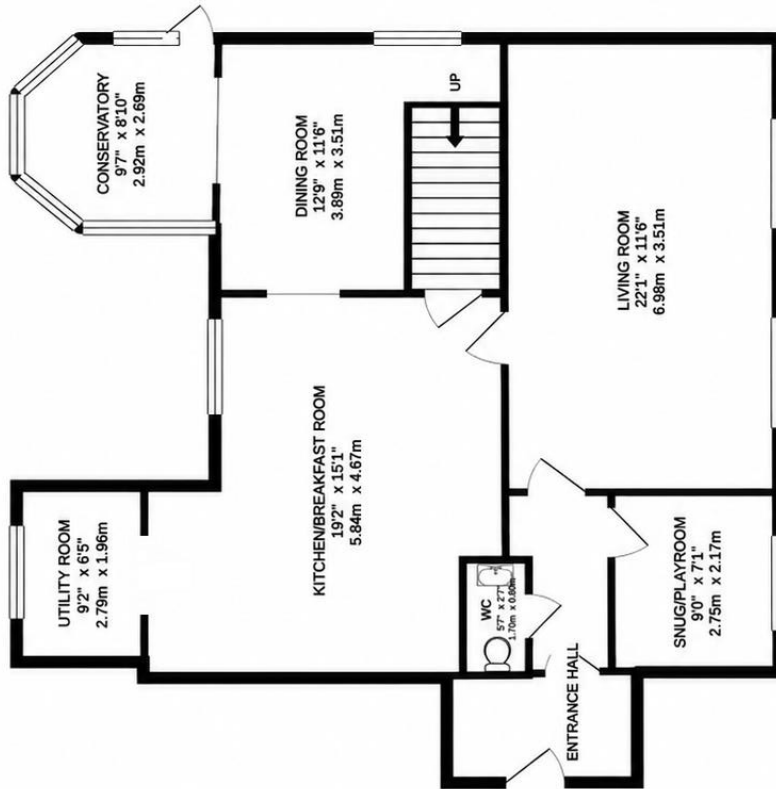 CONSERVATORY
9'7" x 8'10"
2.92m x 2.69m
DINING ROOM
12'9" x 11'6"
3.89m x 3.51m
UP
LIVING ROOM
22'1" x 11'6"
6.98m x 3.51m
KITCHEN/BREAKFAST ROOM
19'2" x 15'1"
5.84m x 4.67m
UTILITY ROOM
9'2" x 6'5"
2.79m x 1.96m
WC
5'7" x 2'7"
1.70m x 0.80m
SNUG/PLAYROOM
9'0" x 7'1"
2.75m x 2.17m
ENTRANCE HALL